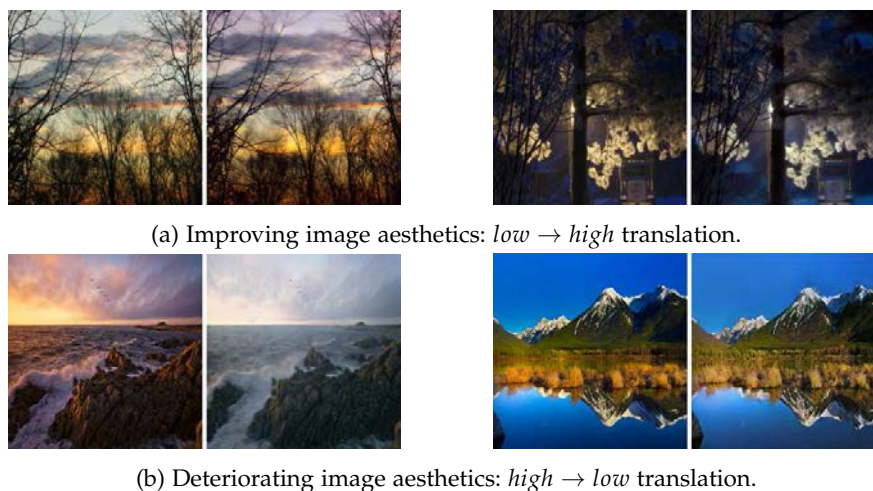 (a) Improving image aesthetics: low → high translation.
(b) Deteriorating image aesthetics: high → low translation.